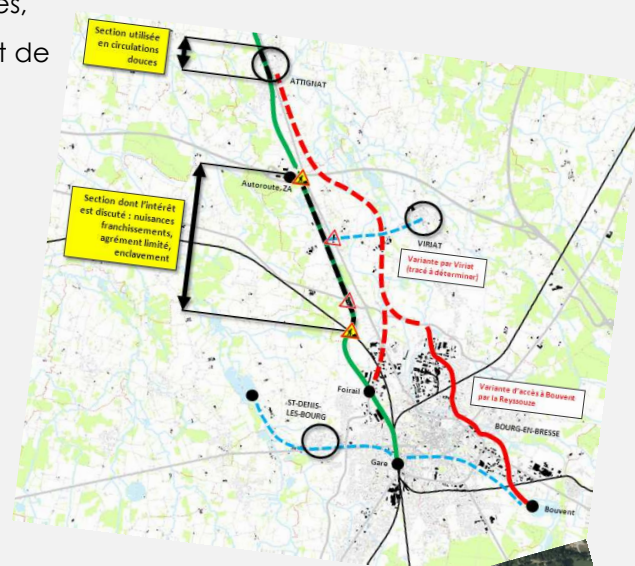 es,
t de
Section utilisée
en circulations
douces
ATTIGNAT
Autoroute, ZA
Section dont l'intérêt
est discuté : nuisances
franchissements,
agrément limité,
enclavement
VIRIAT
Variante par Viriat
(tracé à déterminer)
Foirail
Variante d'accès à Bouvent
par la Reyssouze
ST-DENIS-
LES-BOURG
BOURG-EN-BRESSE
Gare
Bouvent